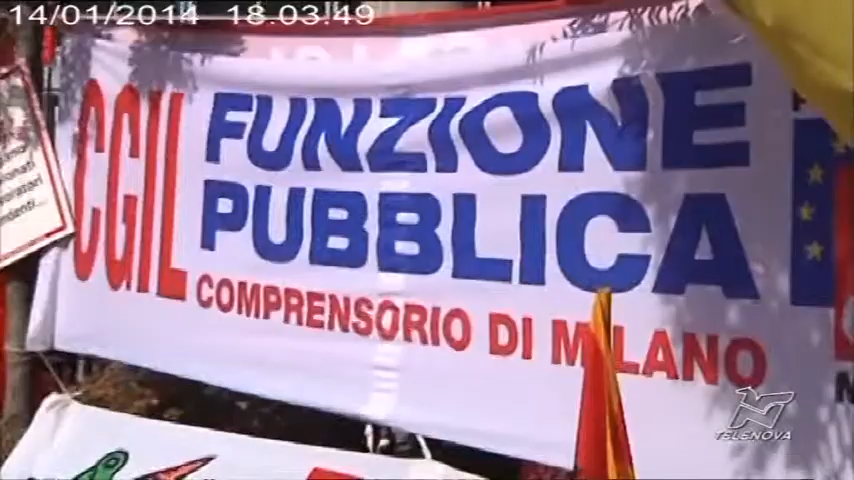 14/01/2014 18.03.49
CGIL
FUNZIONE
PUBBLICA
COMPRENSORIO DI MILANO
TELENOVA